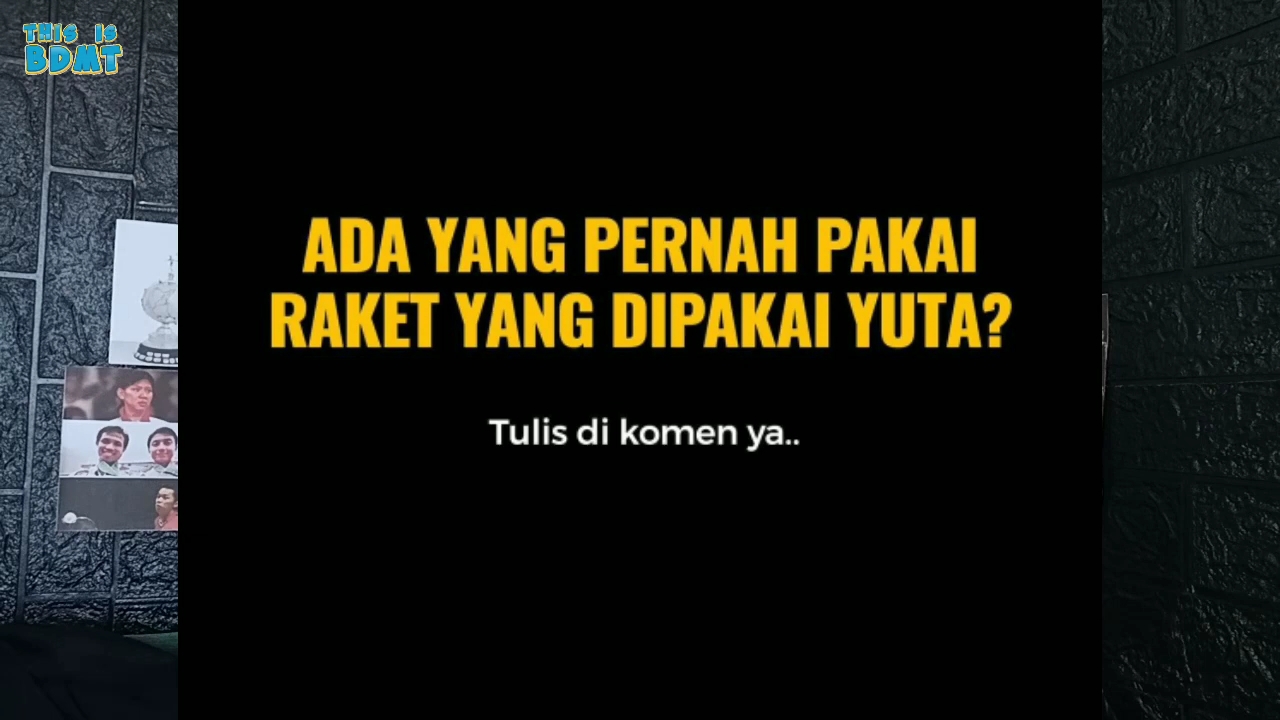 THIS IS
BDMT
ADA YANG PERNAH PAKAI
RAKET YANG DIPAKAI YUTA?
Tulis di komen ya..